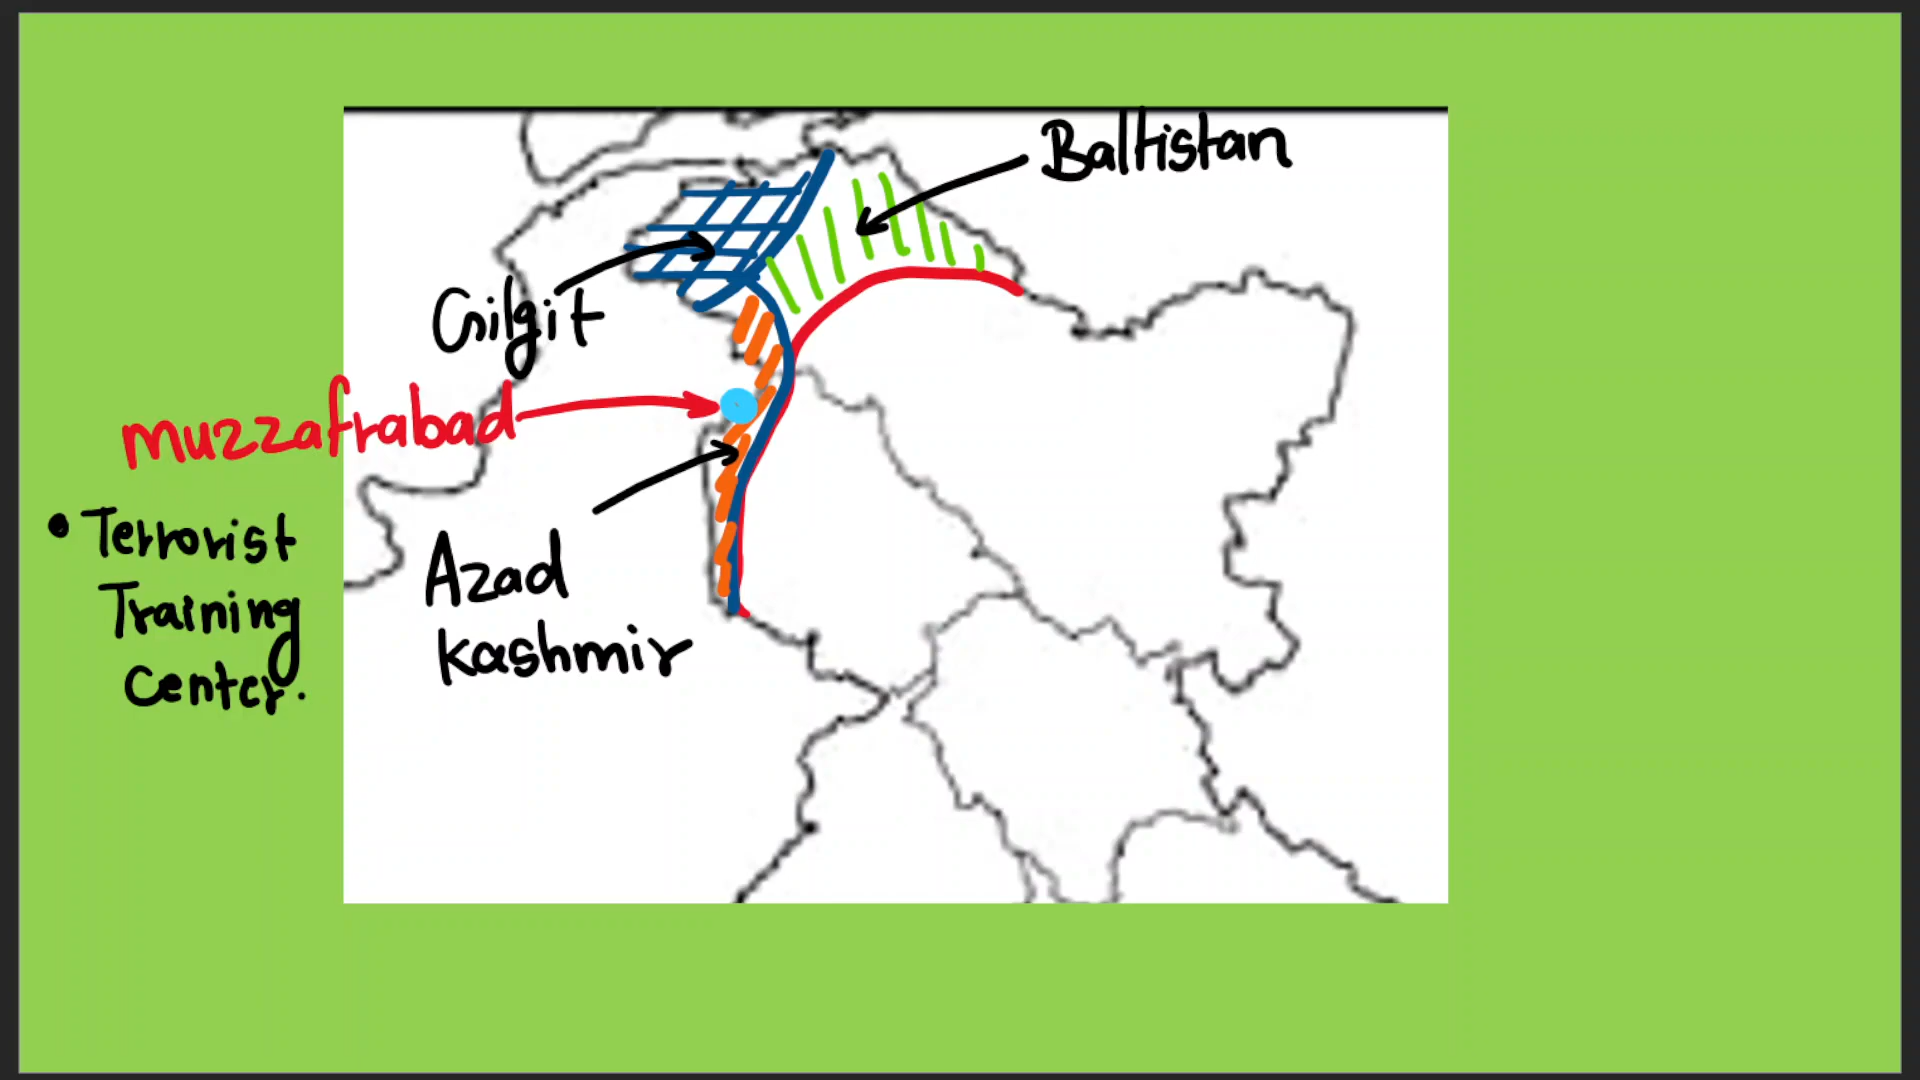 Baltistan
Gilgit
muzzafrabad
• Terrorist
Training
Center.
Azad
Kashmir